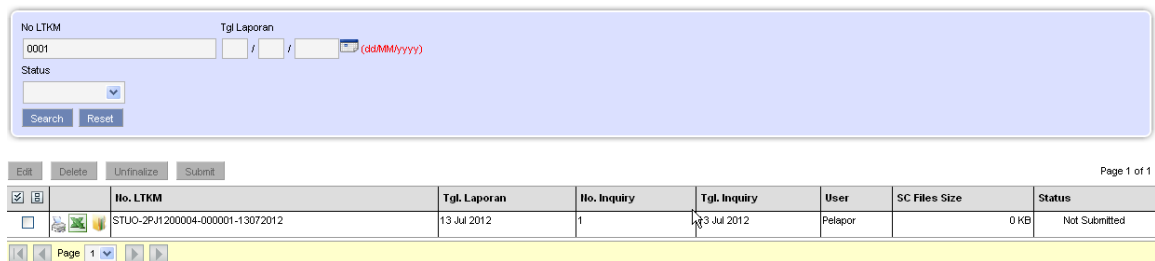 No LTKM Tgl Laporan
0001 / / (dd/MM/yyyy)
Status
Search Reset
Edit Delete Unfinalize Submit Page 1 of 1
No. LTKM Tgl. Laporan No. Inquiry Tgl. Inquiry User SC Files Size Status
STUO-2PJ1200004-000001-13072012 13 Jul 2012 1 13 Jul 2012 Pelapor 0 KB Not Submitted
Page 1